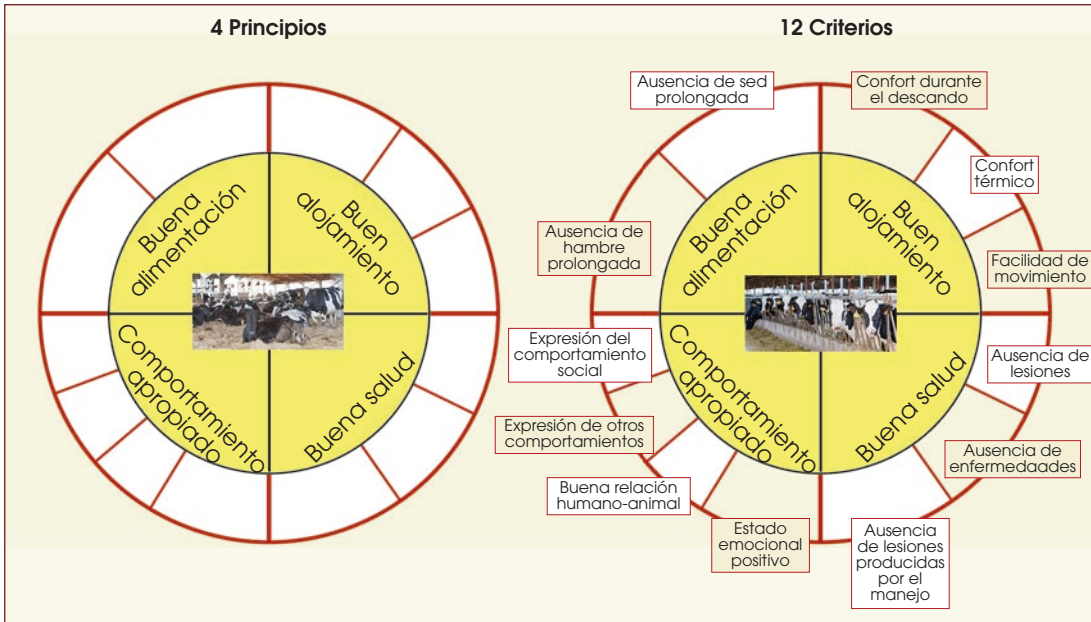 4 Principios
Buena
alimentación
Buen
alojamiento
Comportamiento
apropiado
Buena salud
12 Criterios
Ausencia de sed
prolongada
Confort durante
el descando
Confort
térmico
Facilidad de
movimiento
Ausencia de
lesiones
Ausencia de
enfermedaades
Ausencia
de lesiones
producidas
por el
manejo
Estado
emocional
positivo
Buena relación
humano-animal
Expresión de otros
comportamientos
Expresión del
comportamiento
social
Ausencia de
hambre
prolongada
Buena
alimentación
Buen
alojamiento
Comportamiento
apropiado
Buena salud